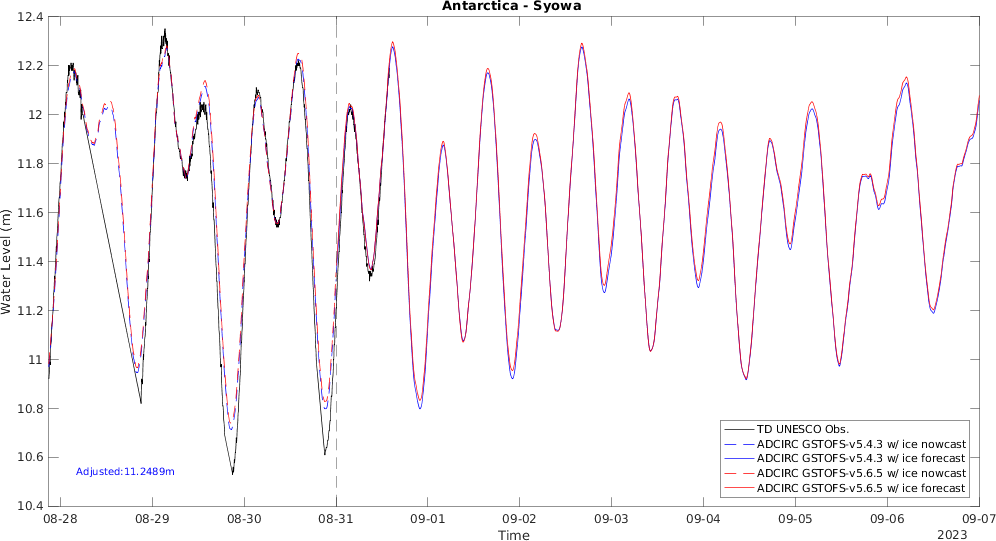 Antarctica - Syowa
12.4
12.2
12
11.8
11.6
11.4
11.2
11
10.8
10.6
10.4
Water Level (m)
Adjusted:11.2489m
TD UNESCO Obs.
ADCIRC GSTOFS-v5.4.3 w/ ice nowcast
ADCIRC GSTOFS-v5.4.3 w/ ice forecast
ADCIRC GSTOFS-v5.6.5 w/ ice nowcast
ADCIRC GSTOFS-v5.6.5 w/ ice forecast
08-28 08-29 08-30 08-31 09-01 09-02 09-03 09-04 09-05 09-06 09-07
Time
2023